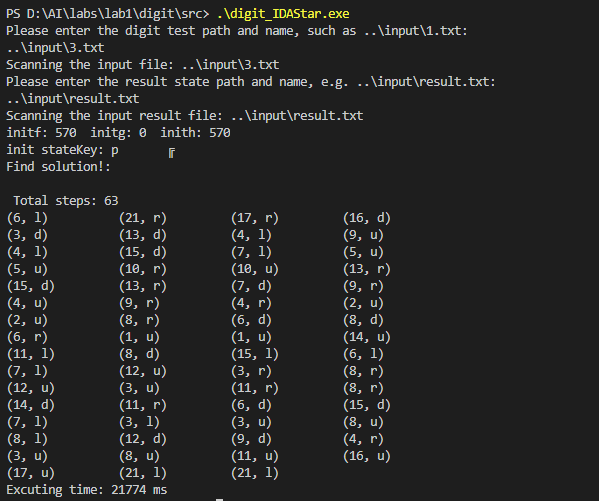 PS D:\AI\labs\lab1\digit\src> .\digit_IDAStar.exe
Please enter the digit test path and name, such as ..\input\1.txt:
..\input\3.txt
Scanning the input file: ..\input\3.txt
Please enter the result state path and name, e.g. ..\input\result.txt:
..\input\result.txt
Scanning the input result file: ..\input\result.txt
initf: 570  initg: 0  inith: 570
init stateKey: p      ╔
Find solution!:
Total steps: 63
(6, l) (21, r) (17, r) (16, d)
(3, d) (13, d) (4, l) (9, u)
(4, l) (15, d) (7, l) (5, u)
(5, u) (10, r) (10, u) (13, r)
(15, d) (13, r) (7, d) (9, r)
(4, u) (9, r) (4, r) (2, u)
(2, u) (8, r) (6, d) (8, d)
(6, r) (1, u) (1, u) (14, u)
(11, l) (8, d) (15, l) (6, l)
(7, l) (12, u) (3, r) (8, r)
(12, u) (3, u) (11, r) (8, r)
(14, d) (11, r) (6, d) (15, d)
(7, l) (3, l) (3, u) (8, u)
(8, l) (12, d) (9, d) (4, r)
(3, u) (8, u) (11, u) (16, u)
(17, u) (21, l) (21, l)
Excuting time: 21774 ms